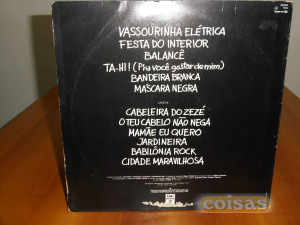 VASSOURINHA ELÉTRICA
FESTA DO INTERIOR
BALANCÊ
TA-HI! (Pra você gostar de mim)
BANDEIRA BRANCA
MASCARA NEGRA
CABELEIRA DO ZEZÉ
O TEU CABELO NÃO NEGA
MAMÃE EU QUERO
JARDINEIRA
BABILÔNIA ROCK
CIDADE MARAVILHOSA
coisas